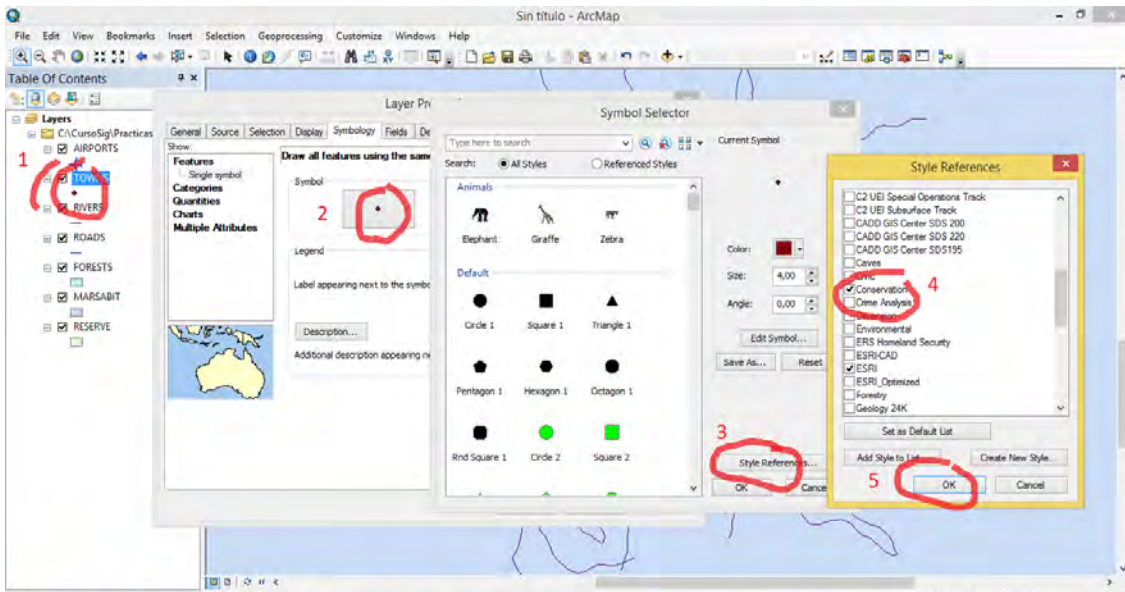 Sin título - ArcMap
File Edit View Bookmarks Insert Selection Geoprocessing Customize Windows Help
Table Of Contents
Layers
C:\CursoSig\Practicas
AIRPORTS
1
TOWNS
RIVERS
ROADS
FORESTS
MARSABIT
RESERVE
Layer Pr
General Source Selection Display Symbology Fields De
Show:
Features
Single symbol
Categories
Quantities
Charts
Multiple Attributes
Draw all features using the sam
Symbol
2
Legend
Label appearing next to the symbo
Description...
Additional description appearing ne
Symbol Selector
Type here to search
Search: All Styles Referenced Styles
Animals
Elephant Giraffe Zebra
Default
Circle 1 Square 1 Triangle 1
Pentagon 1 Hexagon 1 Octagon 1
Rnd Square 1 Circle 2 Square 2
Current Symbol
Color:
Size: 4,00
Angle: 0,00
Edit Symbol...
Save As... Reset
3
Style References...
OK Cance
Style References
C2 UEI Special Operations Track
C2 UEI Subsurface Track
CADD GIS Center SDS 200
CADD GIS Center SDS 220
CADD GIS Center SDS195
Caves
Civic
Conservation
4
Crime Analysis
Dimension
Environmental
ERS Homeland Security
ESRI-CAD
ESRI
ESRI_Optimized
Forestry
Geology 24K
Set as Default List
Add Style to List... Create New Style...
5
OK Cancel